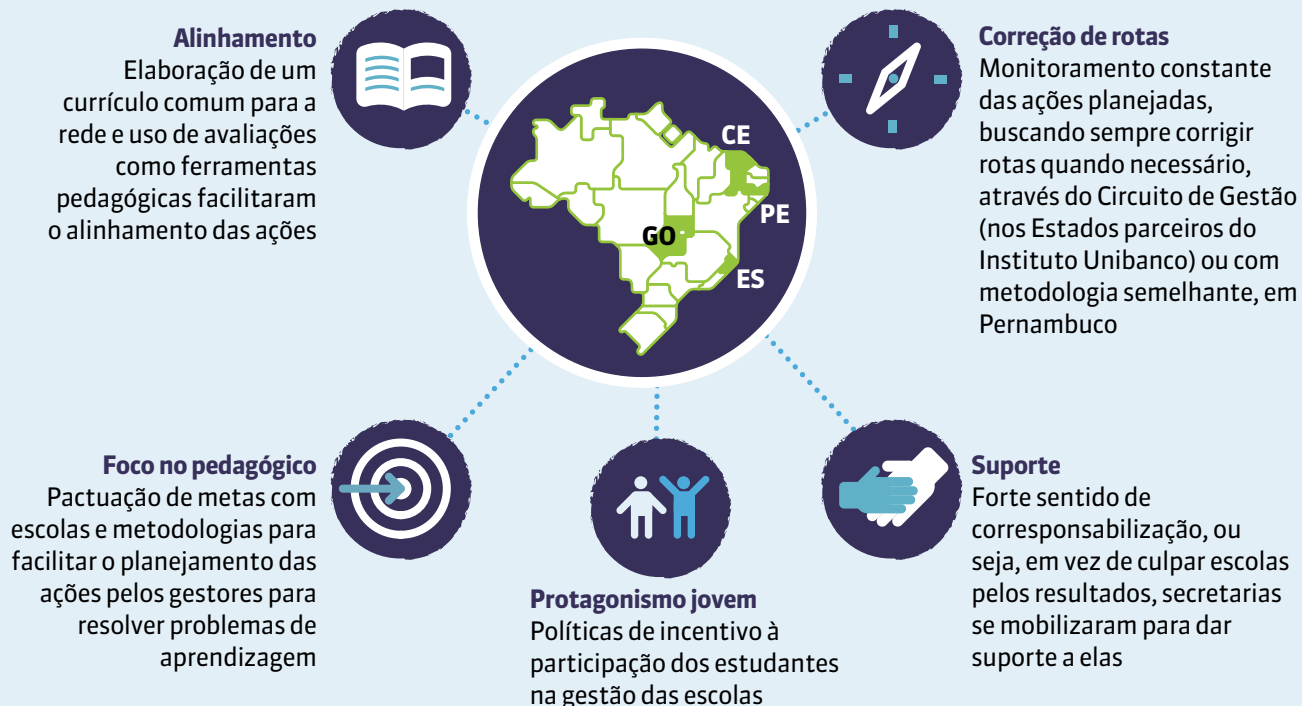 Alinhamento
Elaboração de um
currículo comum para a
rede e uso de avaliações
como ferramentas
pedagógicas facilitaram
o alinhamento das ações
CE
PE
GO
ES
Correção de rotas
Monitoramento constante
das ações planejadas,
buscando sempre corrigir
rotas quando necessário,
através do Circuito de Gestão
(nos Estados parceiros do
Instituto Unibanco) ou com
metodologia semelhante, em
Pernambuco
Foco no pedagógico
Pactuação de metas com
escolas e metodologias para
facilitar o planejamento das
ações pelos gestores para
resolver problemas de
aprendizagem
Protagonismo jovem
Políticas de incentivo à
participação dos estudantes
na gestão das escolas
Suporte
Forte sentido de
corresponsabilização, ou
seja, em vez de culpar escolas
pelos resultados, secretarias
se mobilizaram para dar
suporte a elas